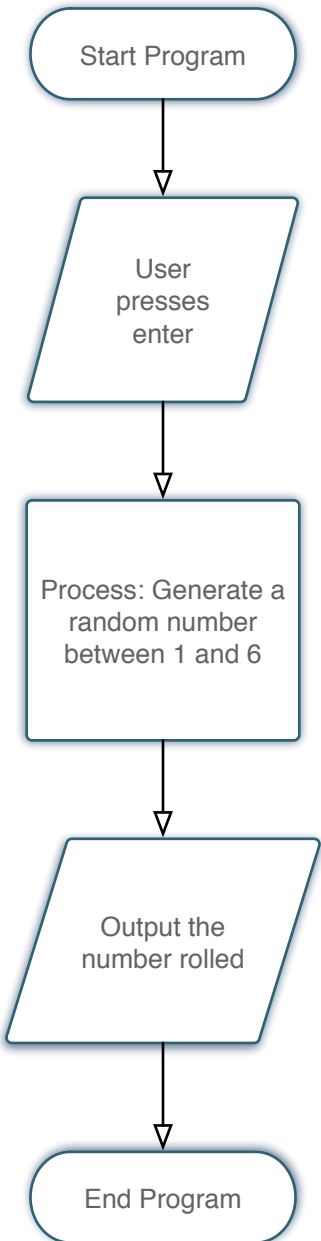 Start Program
User
presses
enter
Process: Generate a
random number
between 1 and 6
Output the
number rolled
End Program